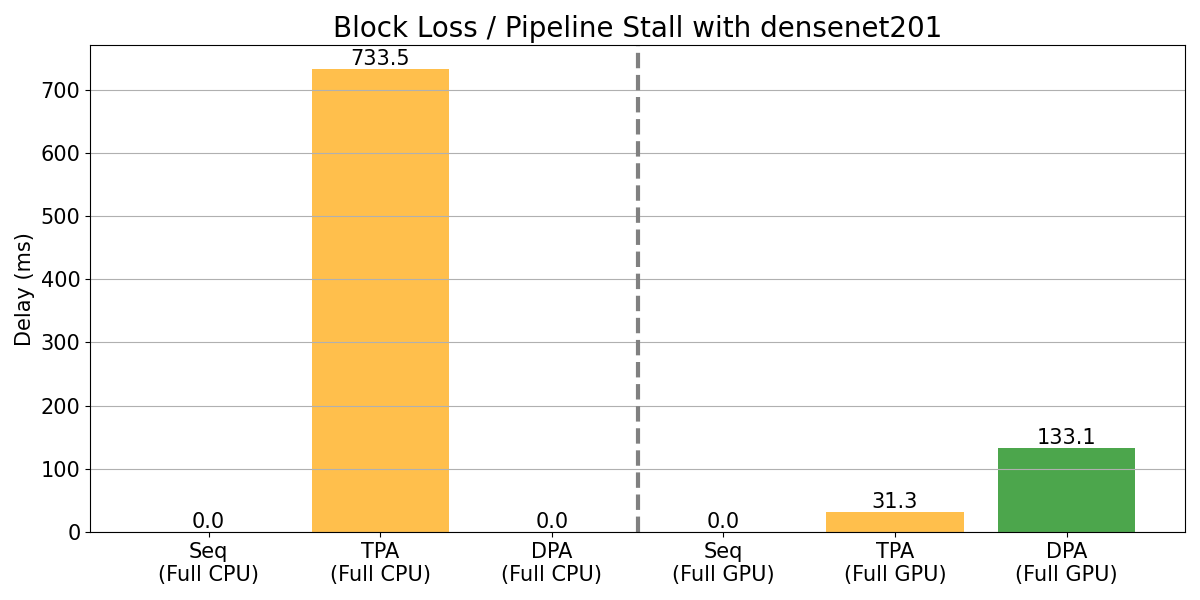 Block Loss / Pipeline Stall with densenet201
Delay (ms)
700
600
500
400
300
200
100
0
0.0
733.5
0.0
0.0
31.3
133.1
Seq
(Full CPU)
TPA
(Full CPU)
DPA
(Full CPU)
Seq
(Full GPU)
TPA
(Full GPU)
DPA
(Full GPU)